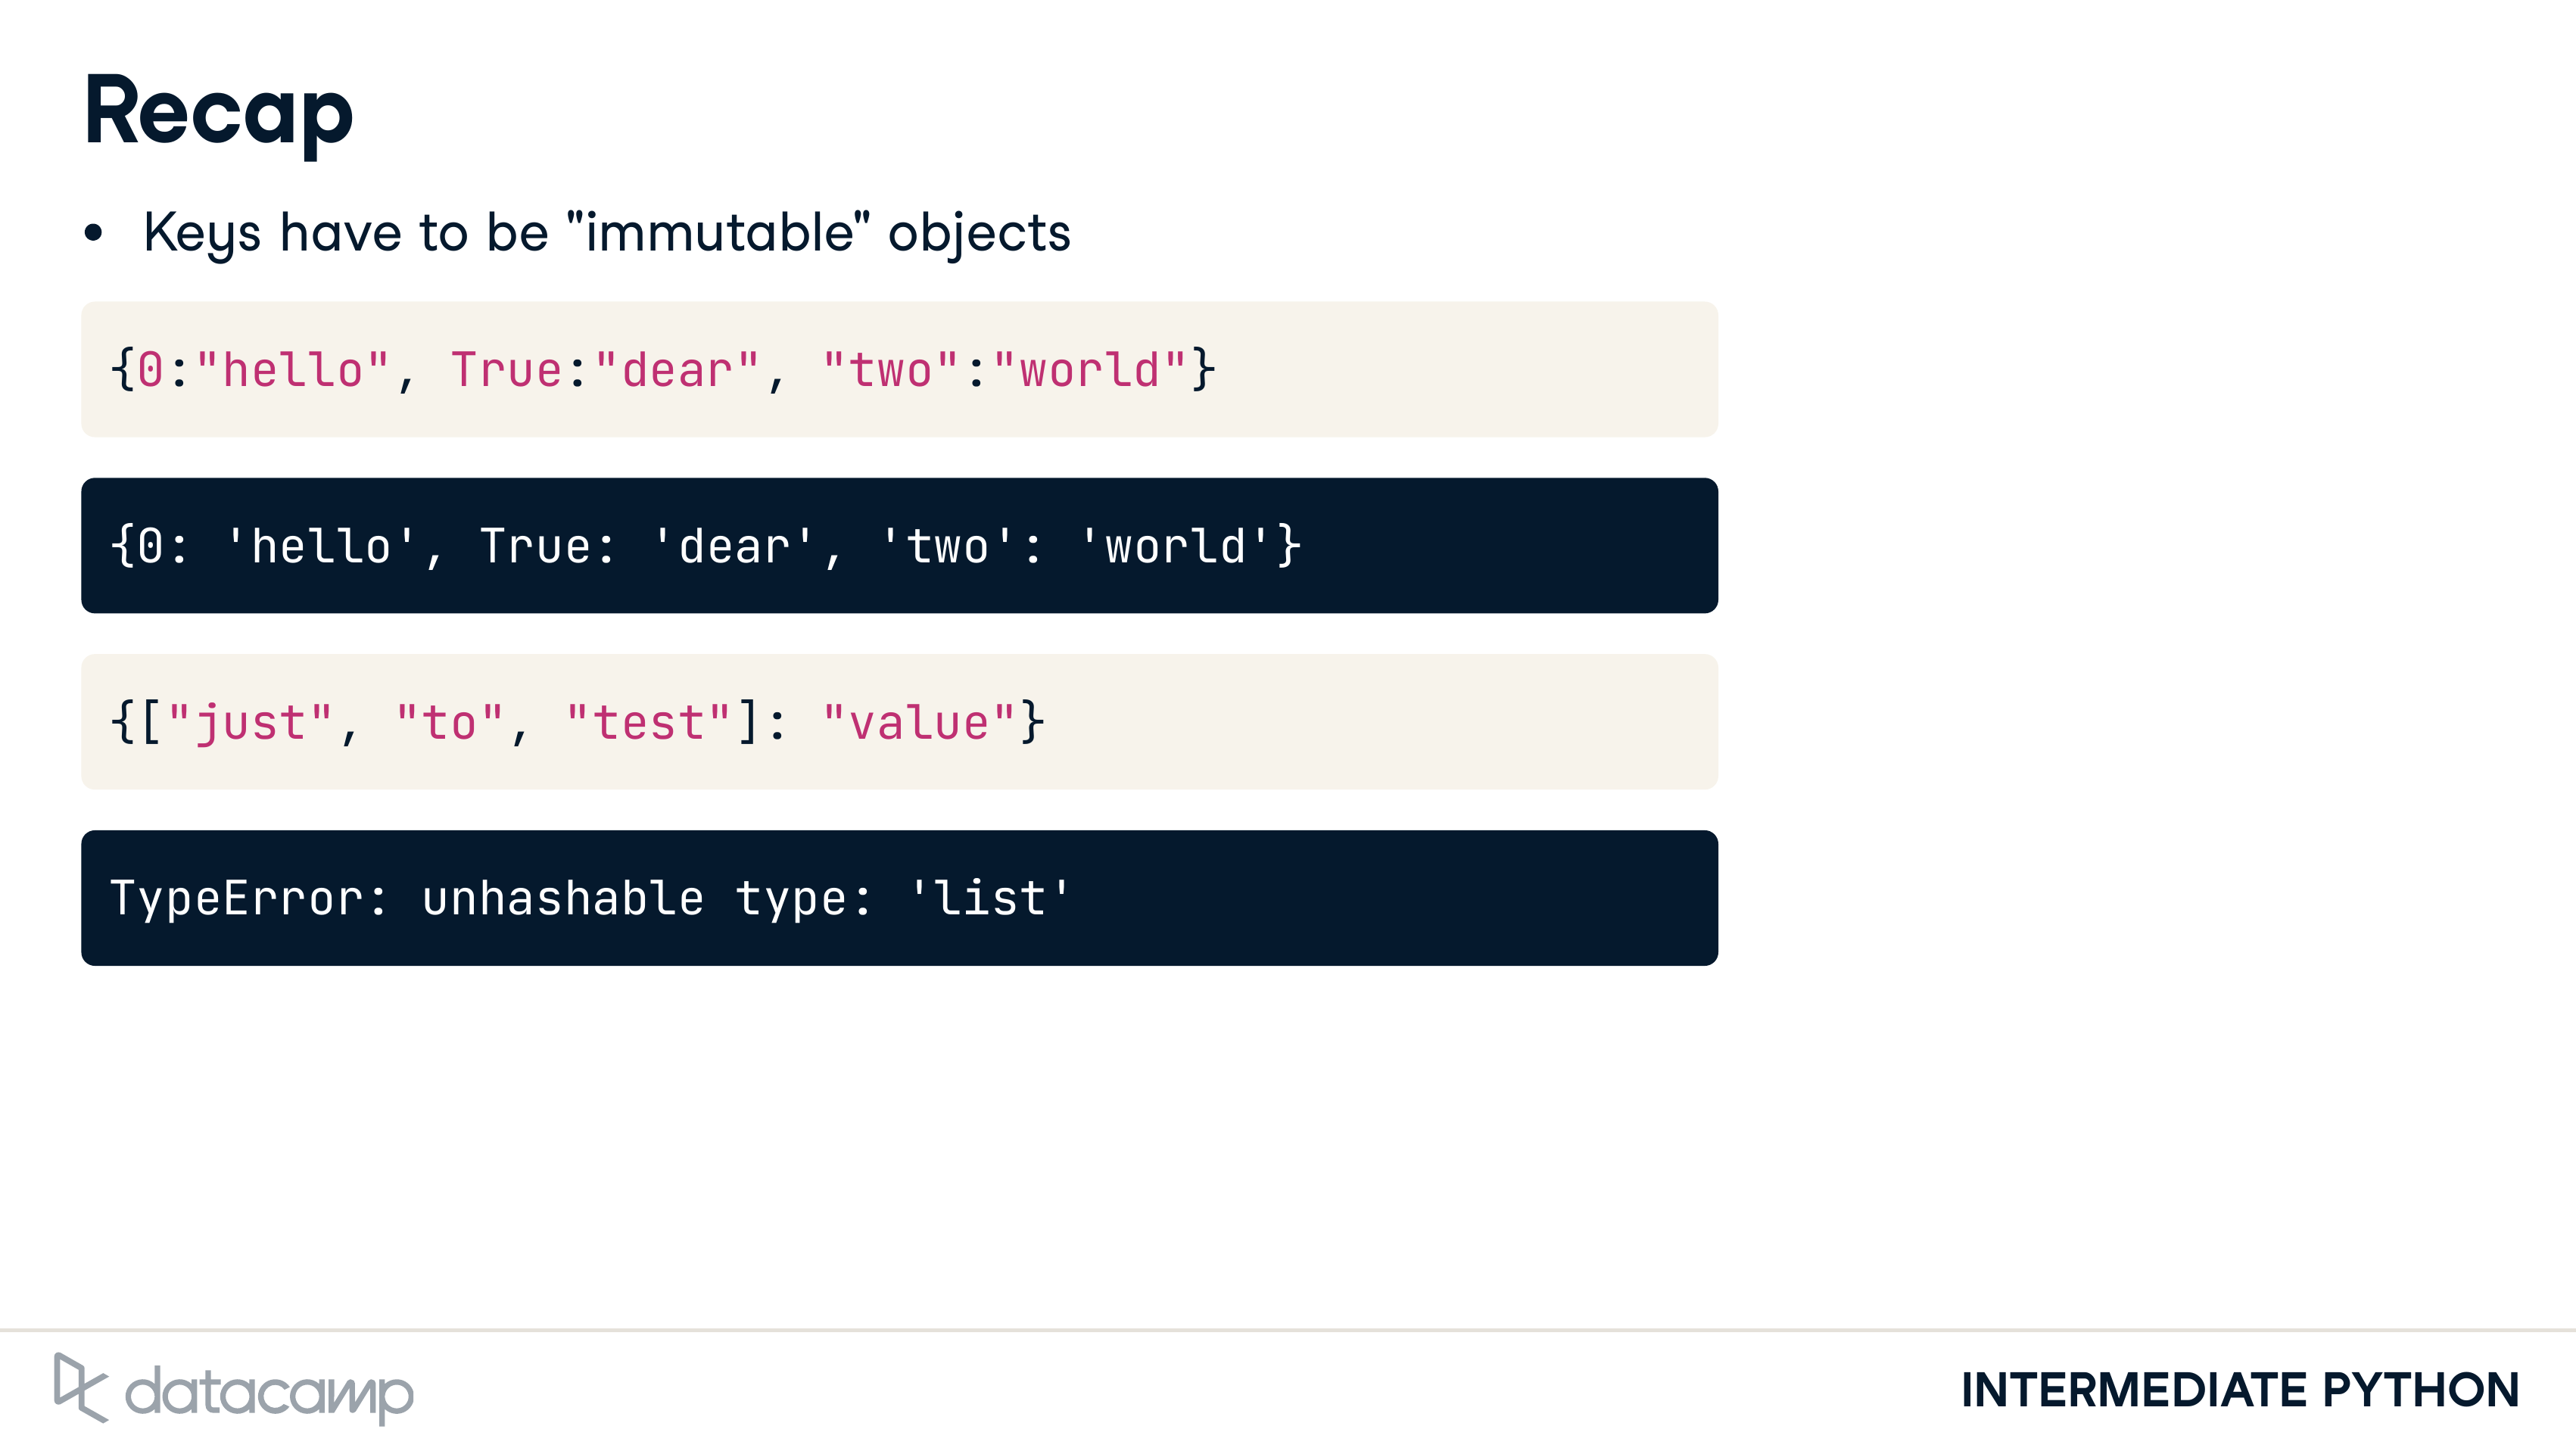 Recap
• Keys have to be "immutable" objects
{0:"hello", True:"dear", "two":"world"}
{0: 'hello', True: 'dear', 'two': 'world'}
{["just", "to", "test"]: "value"}
TypeError: unhashable type: 'list'
datacamp
INTERMEDIATE PYTHON